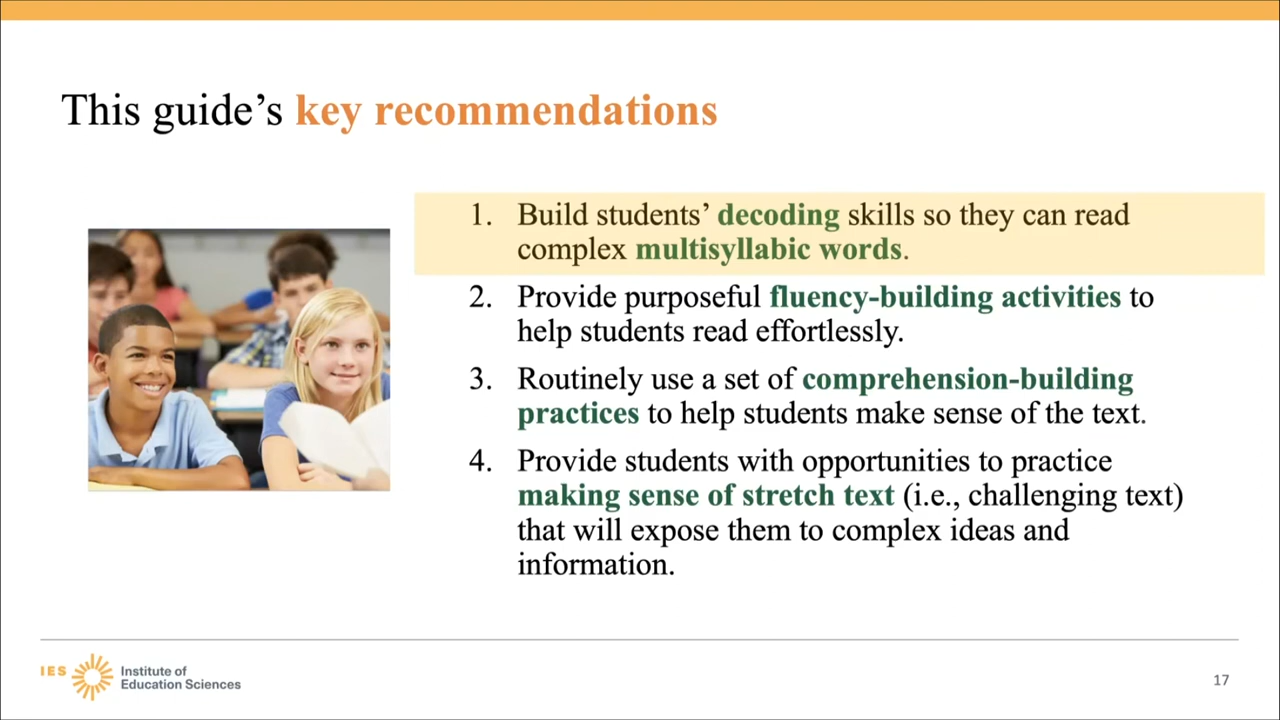 This guide's key recommendations
1. Build students' decoding skills so they can read
complex multisyllabic words.
2. Provide purposeful fluency-building activities to
help students read effortlessly.
3. Routinely use a set of comprehension-building
practices to help students make sense of the text.
4. Provide students with opportunities to practice
making sense of stretch text (i.e., challenging text)
that will expose them to complex ideas and
information.
IES
Institute of
Education Sciences
17